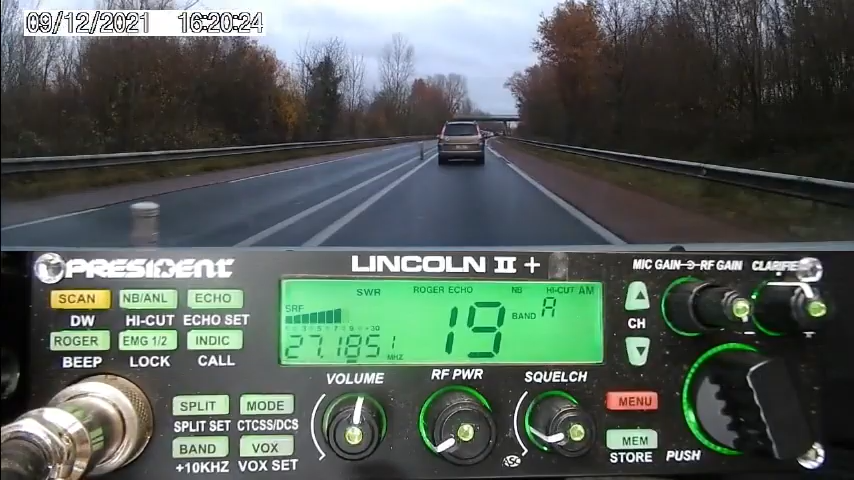 09/12/2021 16:20:24
PRESIDENT LINCOLN II +
MIC GAIN RF GAIN
SCAN NB/ANL ECHO
DW HI-CUT ECHO SET
ROGER EMG 1/2 INDIC
BEEP LOCK CALL
SWR ROGER ECHO NB HI-CUT AM
SRF
19 BAND A
27.185 MHZ
CH
VOLUME RF PWR SQUELCH
SPLIT MODE
SPLIT SET CTCSS/DCS
BAND VOX
+10KHZ VOX SET
ASC
MENU
MEM
STORE PUSH